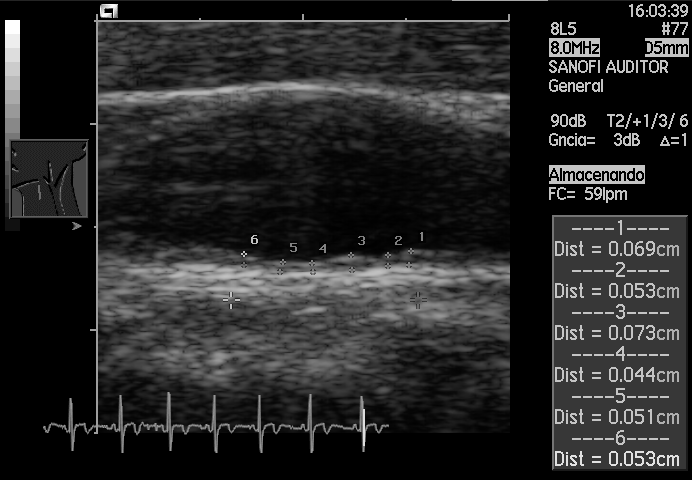 16:03:39
8L5 #77
8.0MHz D5mm
SANOFI AUDITOR
General
90dB T2/+1/3/ 6
Gncia= 3dB Δ=1
Almacenando
FC= 59lpm
6 5 4 3 2 1
----1----
Dist = 0.069cm
----2----
Dist = 0.053cm
----3----
Dist = 0.073cm
----4----
Dist = 0.044cm
----5----
Dist = 0.051cm
----6----
Dist = 0.053cm